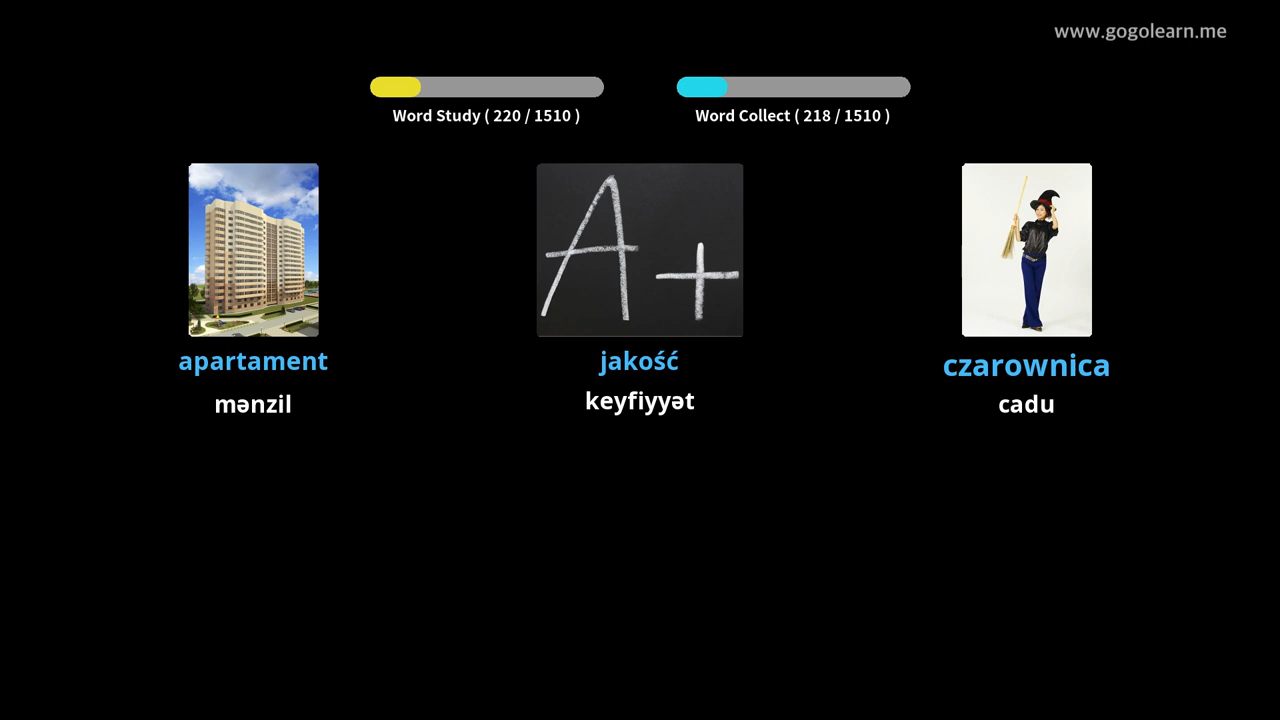 www.gogolearn.me
Word Study ( 220 / 1510 )
Word Collect ( 218 / 1510 )
A+
apartament
jakość
czarownica
mənzil
keyfiyyət
cadu